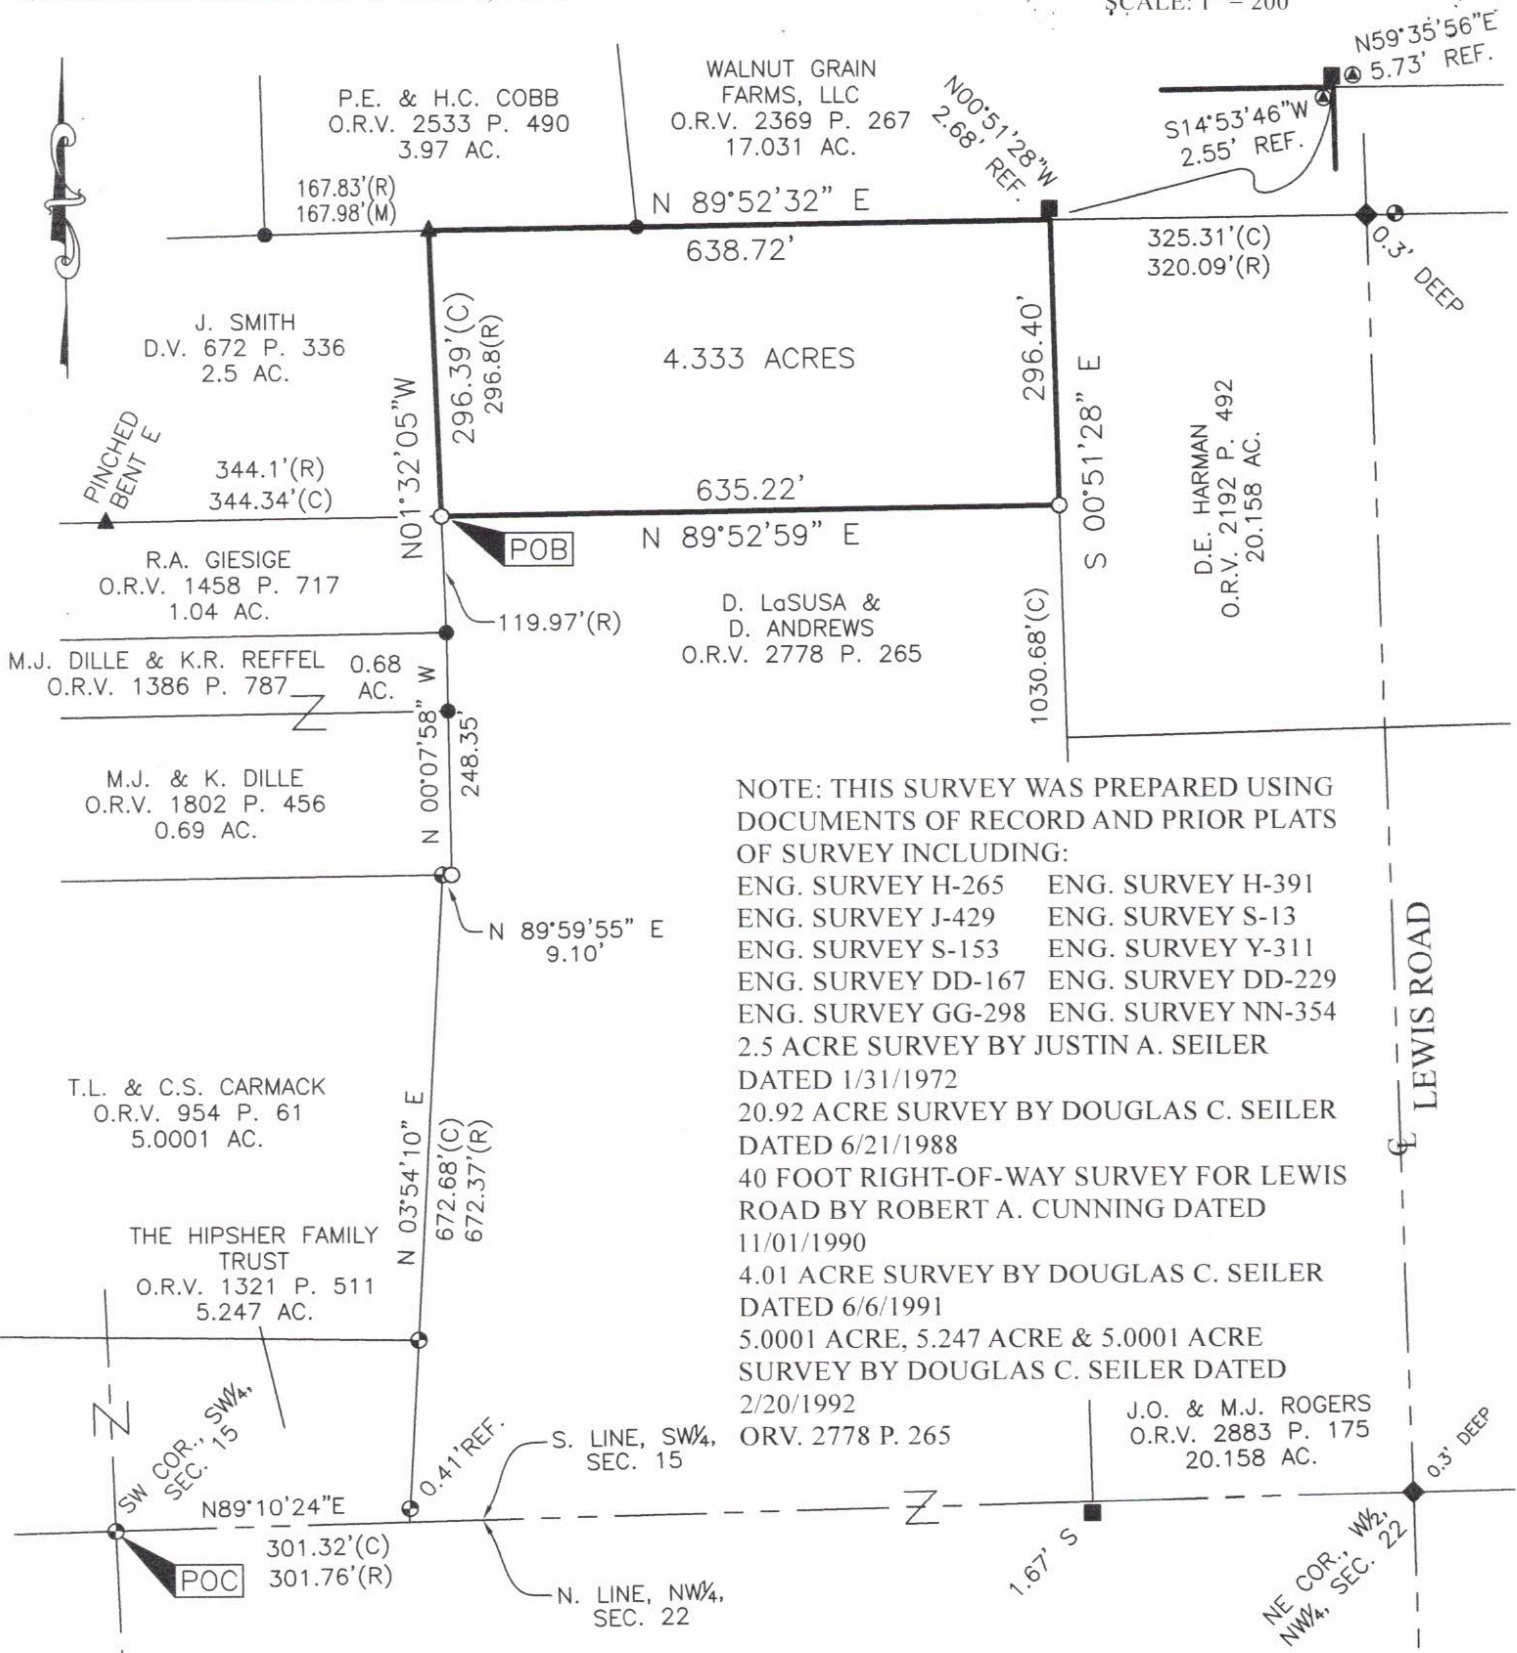 SCALE: 1" = 200'
N59°35'56"E
5.73' REF.
P.E. & H.C. COBB
O.R.V. 2533 P. 490
3.97 AC.
WALNUT GRAIN
FARMS, LLC
O.R.V. 2369 P. 267
17.031 AC.
N00°51'28"W
2.68' REF.
S14°53'46"W
2.55' REF.
167.83'(R)
167.98'(M)
N 89°52'32" E
638.72'
325.31'(C)
320.09'(R)
0.3' DEEP
J. SMITH
D.V. 672 P. 336
2.5 AC.
N01°32'05"W
296.39'(C)
296.8(R)
4.333 ACRES
296.40'
S 00°51'28" E
D.E. HARMAN
O.R.V. 2192 P. 492
20.158 AC.
PINCHED
BENT E
344.1'(R)
344.34'(C)
635.22'
N 89°52'59" E
POB
R.A. GIESIGE
O.R.V. 1458 P. 717
1.04 AC.
119.97'(R)
D. LaSUSA &
D. ANDREWS
O.R.V. 2778 P. 265
1030.68'(C)
M.J. DILLE & K.R. REFFEL
O.R.V. 1386 P. 787
0.68
AC.
N 00°07'58" W
248.35'
M.J. & K. DILLE
O.R.V. 1802 P. 456
0.69 AC.
N 89°59'55" E
9.10'
NOTE: THIS SURVEY WAS PREPARED USING
DOCUMENTS OF RECORD AND PRIOR PLATS
OF SURVEY INCLUDING:
ENG. SURVEY H-265 ENG. SURVEY H-391
ENG. SURVEY J-429 ENG. SURVEY S-13
ENG. SURVEY S-153 ENG. SURVEY Y-311
ENG. SURVEY DD-167 ENG. SURVEY DD-229
ENG. SURVEY GG-298 ENG. SURVEY NN-354
2.5 ACRE SURVEY BY JUSTIN A. SEILER
DATED 1/31/1972
20.92 ACRE SURVEY BY DOUGLAS C. SEILER
DATED 6/21/1988
40 FOOT RIGHT-OF-WAY SURVEY FOR LEWIS
ROAD BY ROBERT A. CUNNING DATED
11/01/1990
4.01 ACRE SURVEY BY DOUGLAS C. SEILER
DATED 6/6/1991
5.0001 ACRE, 5.247 ACRE & 5.0001 ACRE
SURVEY BY DOUGLAS C. SEILER DATED
2/20/1992
ORV. 2778 P. 265
℄ LEWIS ROAD
T.L. & C.S. CARMACK
O.R.V. 954 P. 61
5.0001 AC.
N 03°54'10" E
672.68'(C)
672.37'(R)
THE HIPSHER FAMILY
TRUST
O.R.V. 1321 P. 511
5.247 AC.
SW COR., SW¼,
SEC. 15
0.41'REF.
S. LINE, SW¼,
SEC. 15
J.O. & M.J. ROGERS
O.R.V. 2883 P. 175
20.158 AC.
0.3' DEEP
N89°10'24"E
301.32'(C)
301.76'(R)
POC
N. LINE, NW¼,
SEC. 22
1.67' S
NE COR., W½,
NW¼, SEC. 22